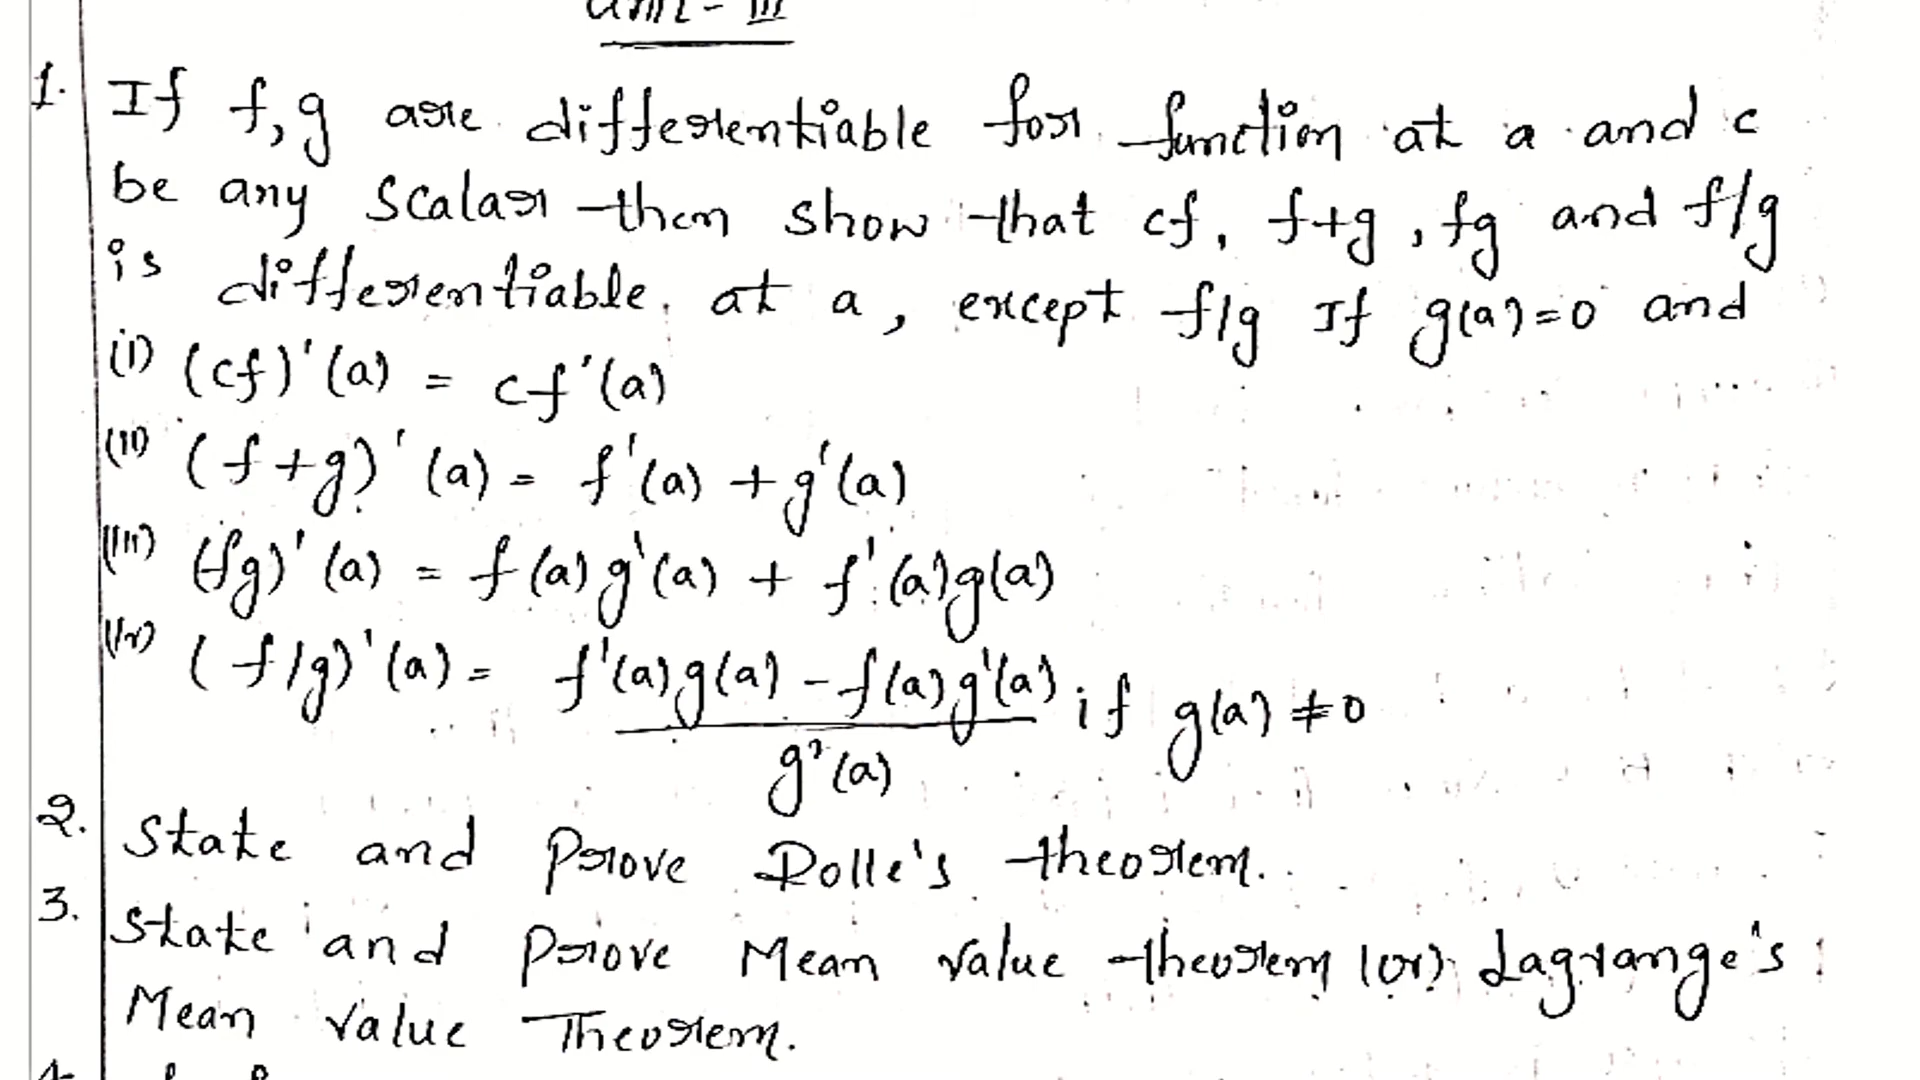 Unit - III
1. If f,g are differentiable for function at a and c
be any scalar then show that cf, f+g, fg and f/g
is differentiable at a, except f/g If g(a)=0 and
(i) (cf)'(a) = cf'(a)
(ii) (f+g)'(a) = f'(a) + g'(a)
(iii) (fg)'(a) = f(a)g'(a) + f'(a)g(a)
(iv) (f/g)'(a) = f'(a)g(a) - f(a)g'(a) if g(a) ≠ 0
g²(a)
2. State and Prove Rolle's theorem.
3. State and Prove Mean value theorem (or) Lagrange's
Mean value Theorem.